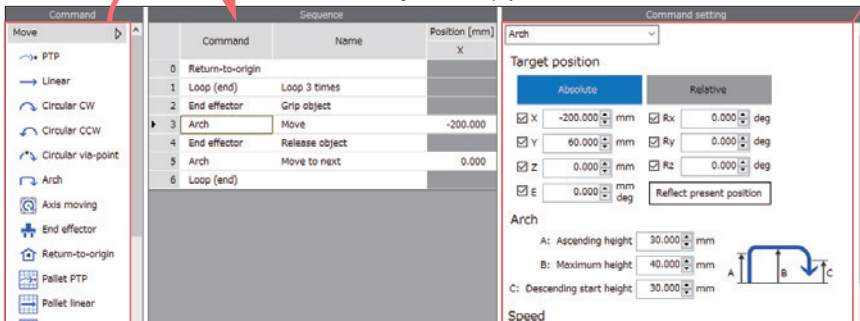 Command
Move
PTP
Linear
Circular CW
Circular CCW
Circular via-point
Arch
Axis moving
End effector
Return-to-origin
Pallet PTP
Pallet linear
Sequence
Command Name Position [mm]
X
0 Return-to-origin
1 Loop (end) Loop 3 times
2 End effector Grip object
3 Arch Move -200.000
4 End effector Release object
5 Arch Move to next 0.000
6 Loop (end)
Command setting
Arch
Target position
Absolute Relative
X -200.000 mm Rx 0.000 deg
Y 60.000 mm Ry 0.000 deg
Z 0.000 mm Rz 0.000 deg
E 0.000 mm deg Reflect present position
Arch
A: Ascending height 30.000 mm
B: Maximum height 40.000 mm
C: Descending start height 30.000 mm
A B C
Speed